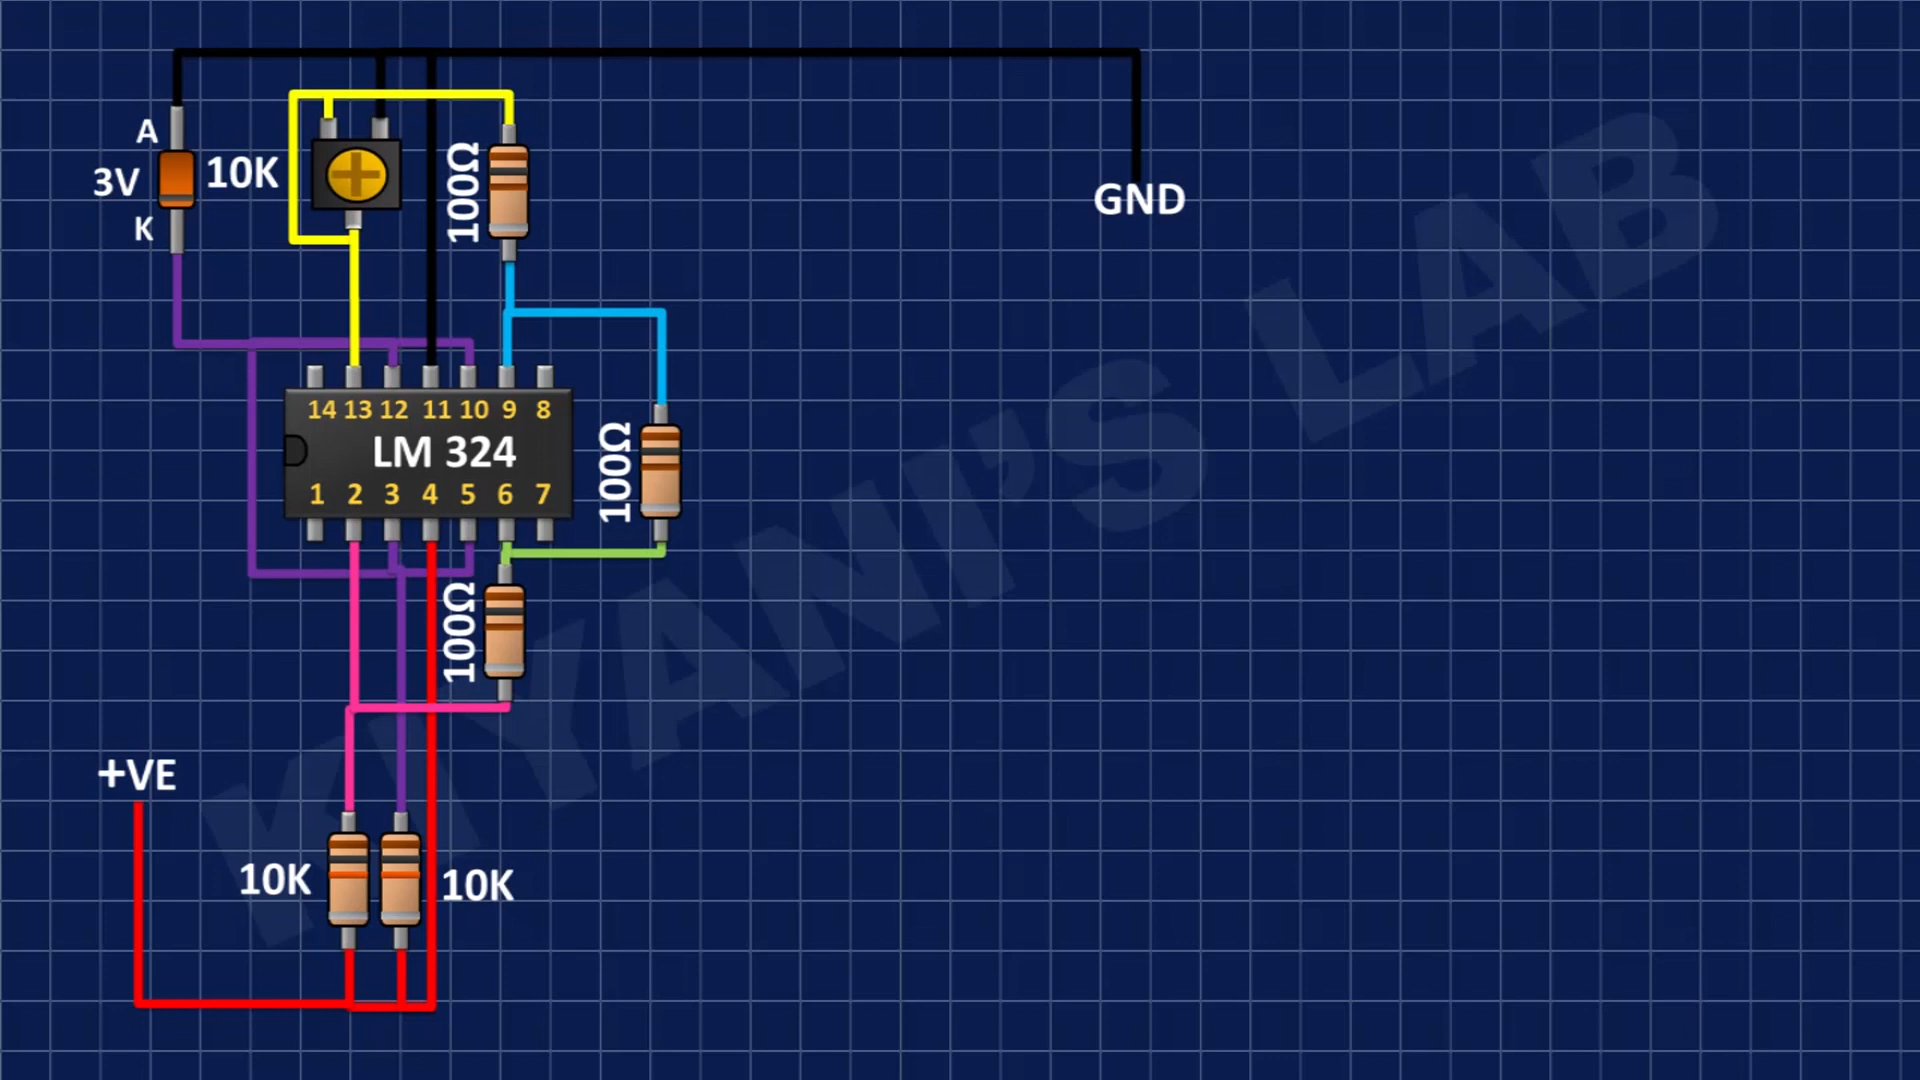 A
3V
K
10K
100Ω
GND
14 13 12 11 10 9 8
LM 324
1 2 3 4 5 6 7
100Ω
100Ω
+VE
10K
10K
KIYANI'S LAB